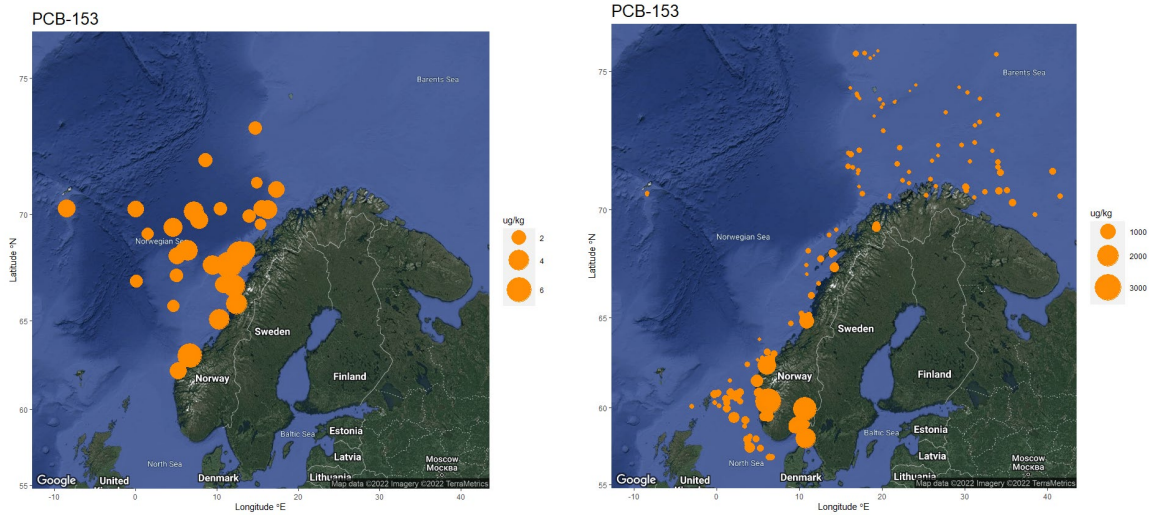 PCB-153
75
70
65
60
55
Latitude °N
Barents Sea
Norwegian Sea
Sweden
Norway
Finland
Estonia
Baltic Sea
Latvia
North Sea
Denmark
Moscow
Москва
Lithuania
Google
United
Map data ©2022 Imagery ©2022 TerraMetrics
-10
0
10
20
30
40
Longitude °E
ug/kg
2
4
6
PCB-153
75
70
65
60
55
Latitude °N
Barents Sea
Norwegian Sea
Sweden
Norway
Finland
Estonia
Baltic Sea
Latvia
North Sea
Denmark
Moscow
Москва
Lithuania
Google
United
Map data ©2022 Imagery ©2022 TerraMetrics
-10
0
10
20
30
40
Longitude °E
ug/kg
1000
2000
3000